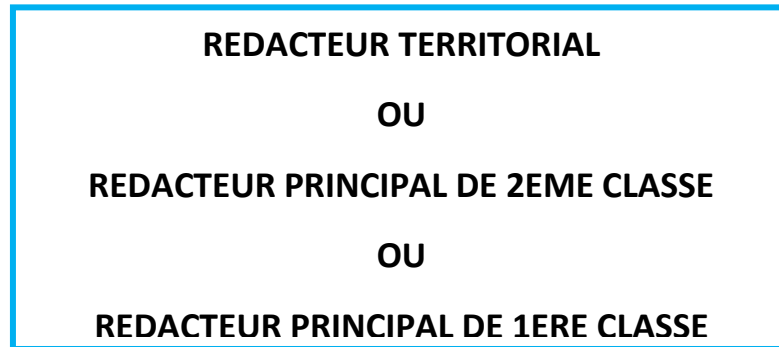 REDACTEUR TERRITORIAL
OU
REDACTEUR PRINCIPAL DE 2EME CLASSE
OU
REDACTEUR PRINCIPAL DE 1ERE CLASSE